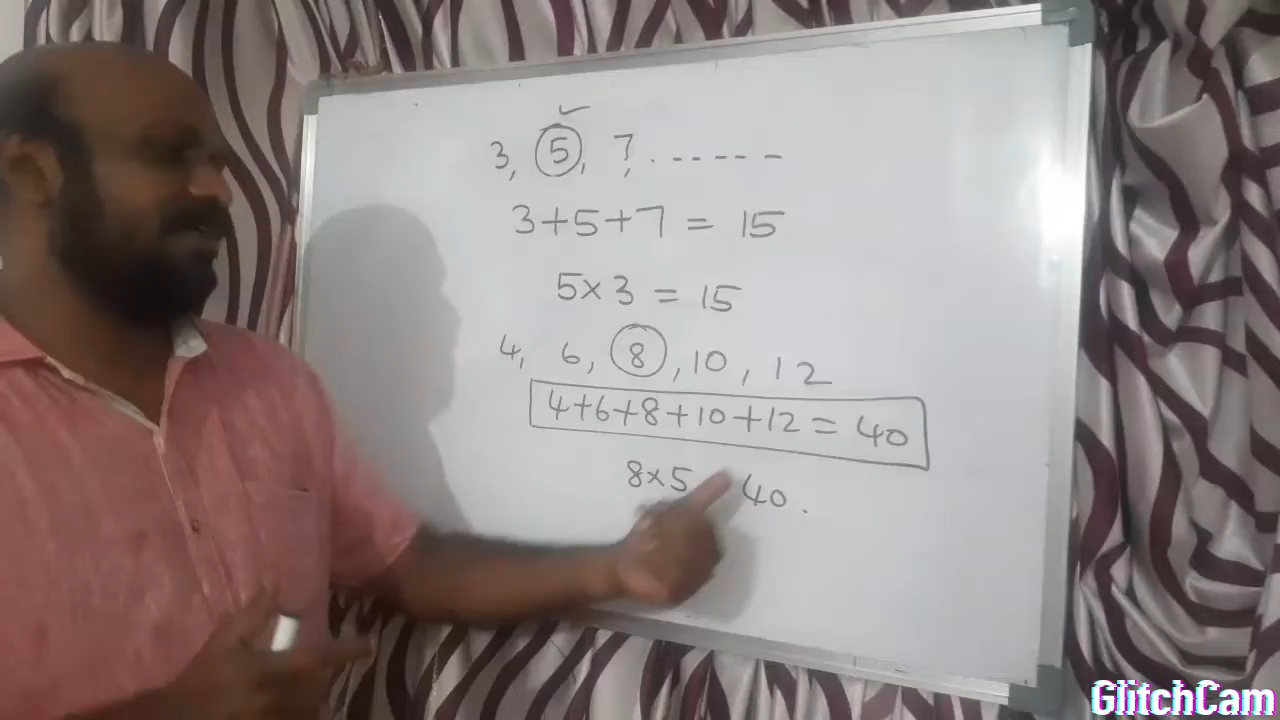 3, 5, 7, . - - - - -
3+5+7 = 15
5×3 = 15
4, 6, 8, 10, 12
4+6+8+10+12 = 40
8×5 40.
GlitchCam